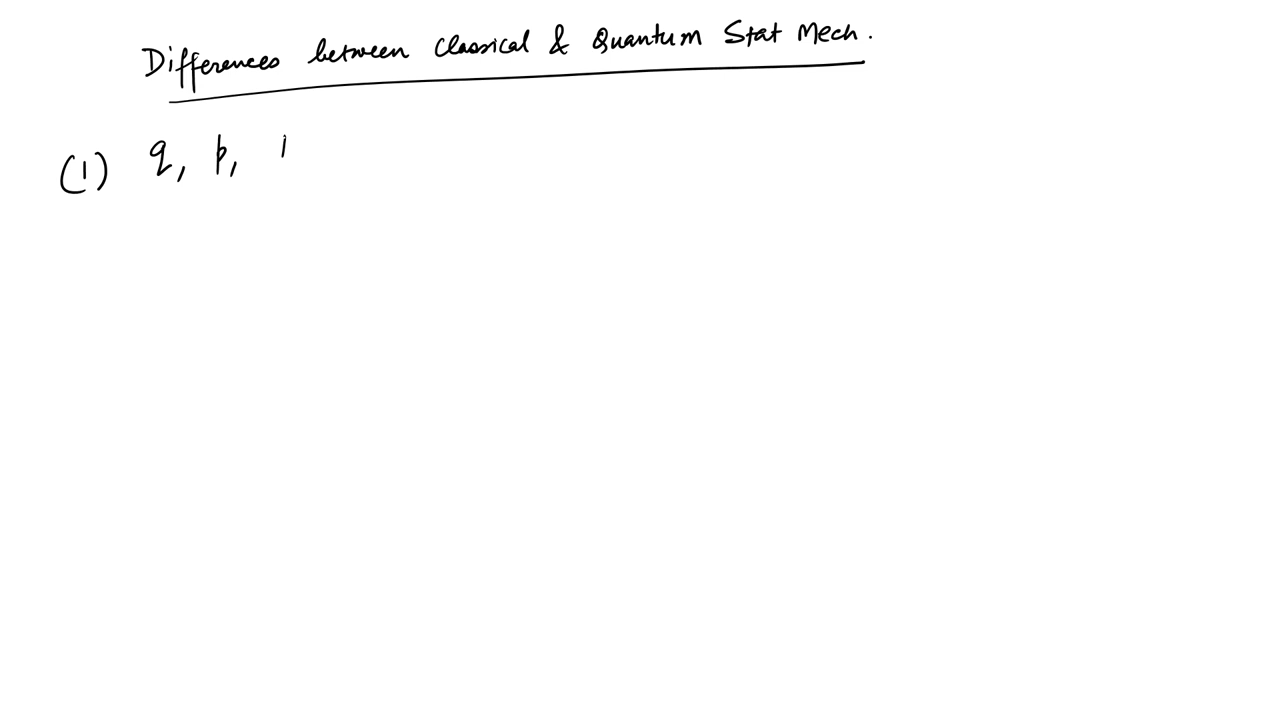 Differences between Classical & Quantum Stat Mech.
(1) q, p,